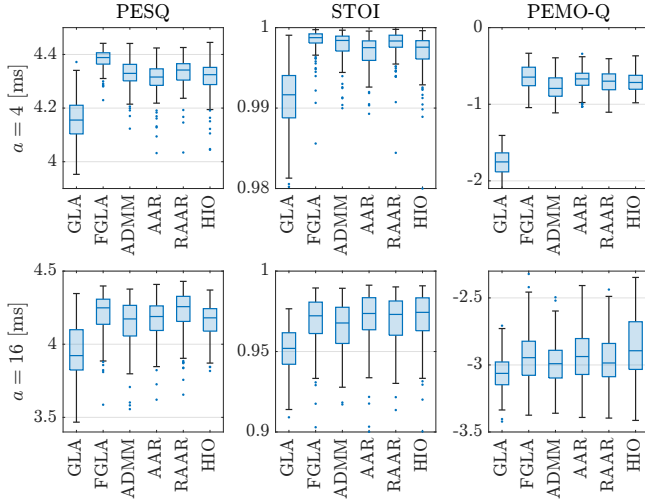 PESQ
STOI
PEMO-Q
a = 4 [ms]
4.4
4.2
4
1
0.99
0.98
0
-1
-2
GLA FGLA ADMM AAR RAAR HIO
GLA FGLA ADMM AAR RAAR HIO
GLA FGLA ADMM AAR RAAR HIO
a = 16 [ms]
4.5
4
3.5
1
0.95
0.9
-2.5
-3
-3.5
GLA FGLA ADMM AAR RAAR HIO
GLA FGLA ADMM AAR RAAR HIO
GLA FGLA ADMM AAR RAAR HIO